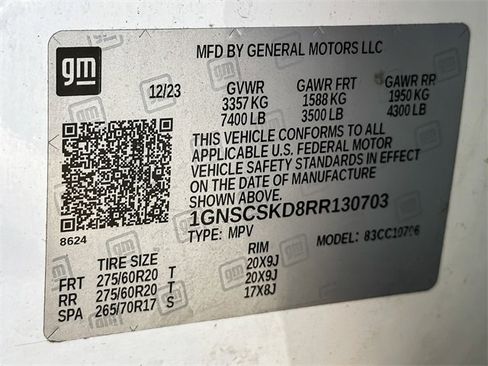 gm
MFD BY GENERAL MOTORS LLC
12/23 GVWR GAWR FRT GAWR RR
3357 KG 1588 KG 1950 KG
7400 LB 3500 LB 4300 LB
THIS VEHICLE CONFORMS TO ALL
APPLICABLE U.S. FEDERAL MOTOR
VEHICLE SAFETY STANDARDS IN EFFECT
ON THE DATE OF MANUFACTURE
SHOWN ABOVE.
8624
1GNSCSKD8RR130703
TYPE: MPV MODEL: 83CC10706
TIRE SIZE RIM
FRT 275/60R20 T 20X9J
RR 275/60R20 T 20X9J
SPA 265/70R17 S 17X8J